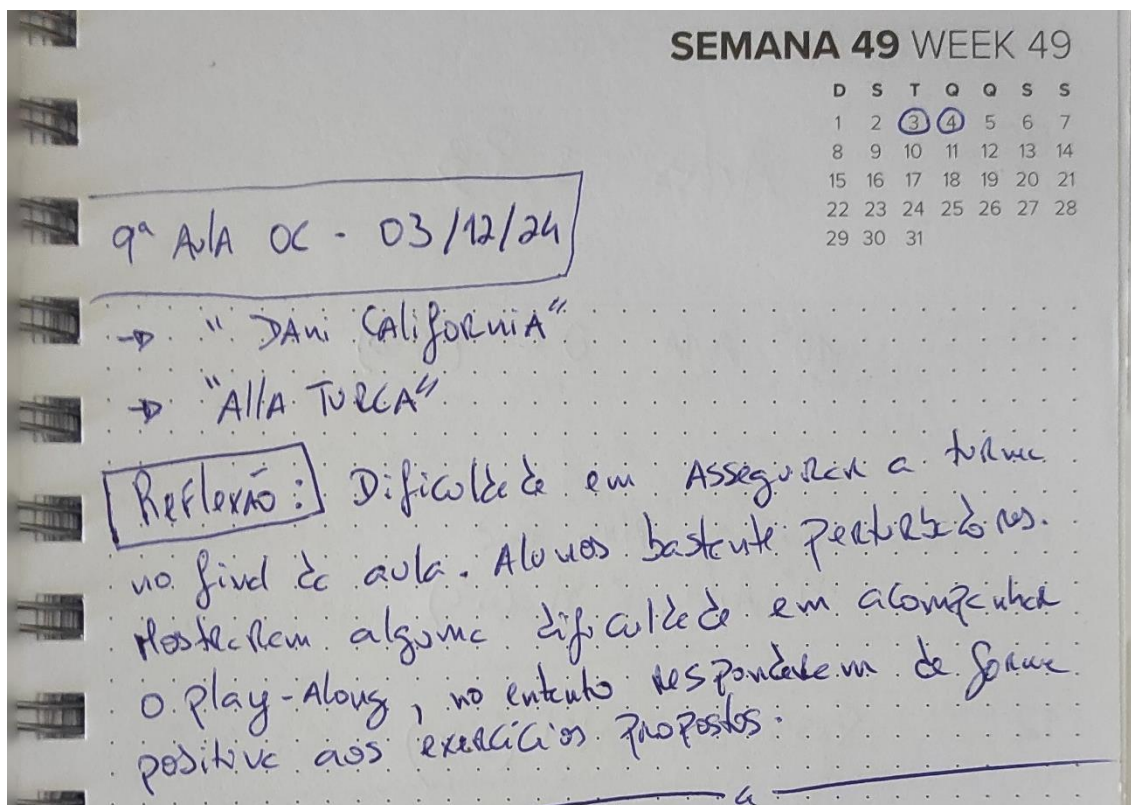 SEMANA 49 WEEK 49
D S T Q Q S S
1 2 3 4 5 6 7
8 9 10 11 12 13 14
15 16 17 18 19 20 21
22 23 24 25 26 27 28
29 30 31
9ª AulA OC - 03/12/24
→ "DAni CAlifoRniA"
→ "AllA TURCA"
Reflexão: Dificuldade em Assegurar a turma
no final da aula. Alunos bastante perturbadores.
Mostraram alguma dificuldade em acompanhar
o play-Along, no entanto responderam de forma
positiva aos exercícios propostos.